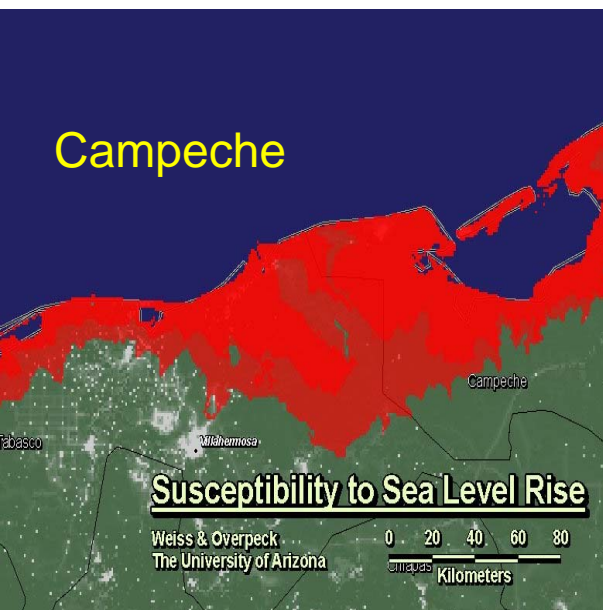 Campeche
Campeche
Tabasco
Villahermosa
Susceptibility to Sea Level Rise
Weiss & Overpeck
The University of Arizona
0 20 40 60 80
Chiapas
Kilometers